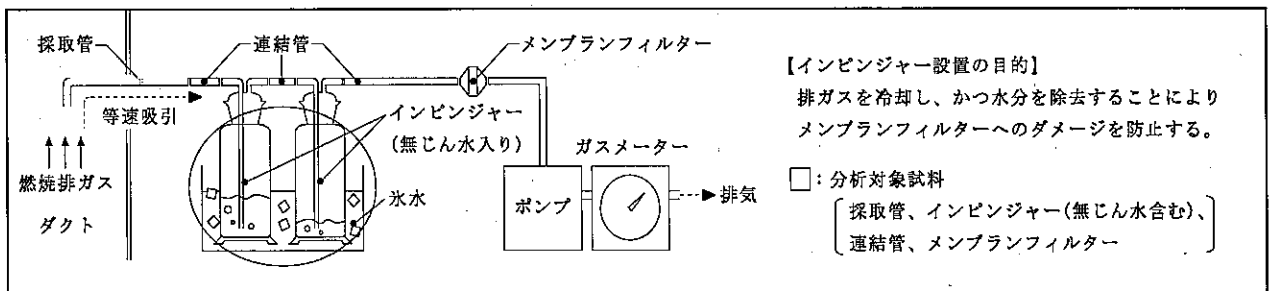 採取管
連結管
メンブランフィルター
等速吸引
インピンジャー
(無じん水入り)
燃焼排ガス
ダクト
氷水
ガスメーター
ポンプ
排気
【インピンジャー設置の目的】
排ガスを冷却し、かつ水分を除去することにより
メンブランフィルターへのダメージを防止する。
□:分析対象試料
採取管、インピンジャー(無じん水含む)、
連結管、メンブランフィルター